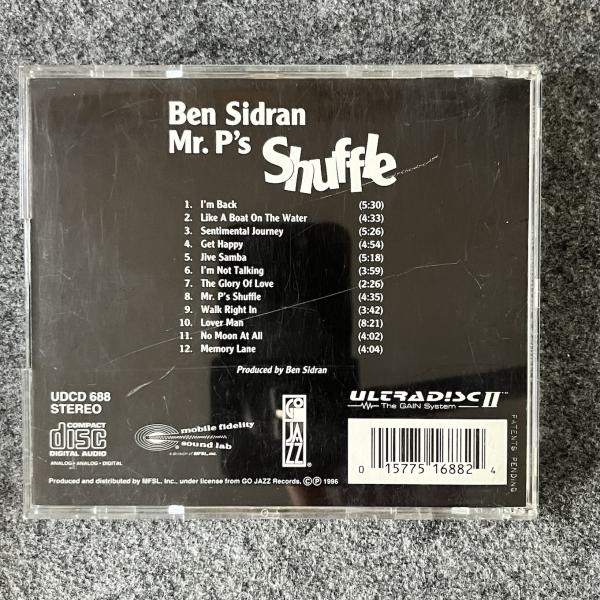 Ben Sidran
Mr. P's Shuffle
1. I'm Back (5:30)
2. Like A Boat On The Water (4:33)
3. Sentimental Journey (5:26)
4. Get Happy (4:54)
5. Jive Samba (5:18)
6. I'm Not Talking (3:59)
7. The Glory Of Love (2:26)
8. Mr. P's Shuffle (4:35)
9. Walk Right In (3:42)
10. Lover Man (8:21)
11. No Moon At All (4:02)
12. Memory Lane (4:04)
Produced by Ben Sidran
UDCD 688
STEREO
COMPACT
disc
DIGITAL AUDIO
ANALOG • ANALOG • DIGITAL
mobile fidelity
sound lab
a division of MFSL, inc.
GO
JAZZ
®
ULTRADISC II™
The GAIN System
0 15775 16882 4
PATENTS PENDING
Produced and distributed by MFSL, Inc., under license from GO JAZZ Records. ©℗ 1996